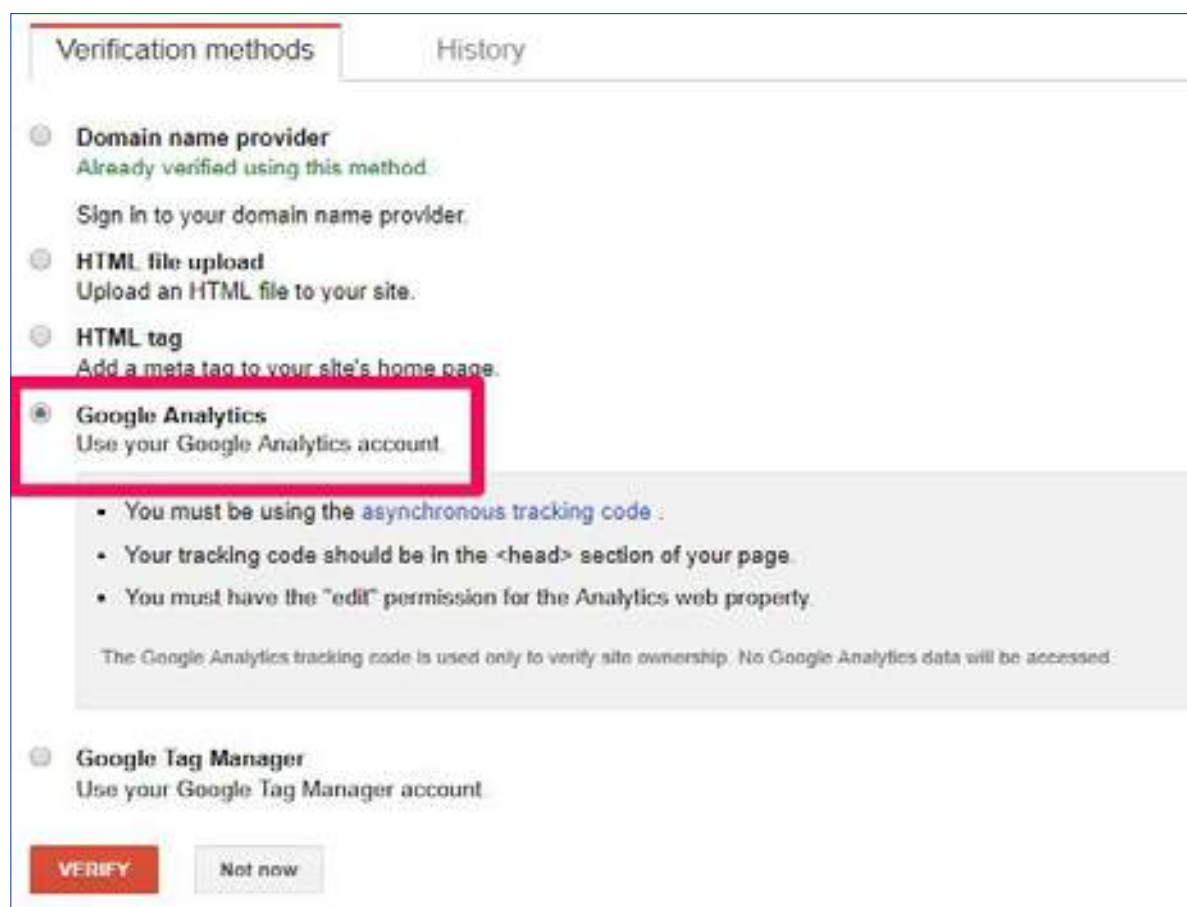 Verification methods
History
Domain name provider
Already verified using this method.
Sign in to your domain name provider.
HTML file upload
Upload an HTML file to your site.
HTML tag
Add a meta tag to your site's home page.
Google Analytics
Use your Google Analytics account.
• You must be using the asynchronous tracking code .
• Your tracking code should be in the <head> section of your page.
• You must have the "edit" permission for the Analytics web property.
The Google Analytics tracking code is used only to verify site ownership. No Google Analytics data will be accessed.
Google Tag Manager
Use your Google Tag Manager account.
VERIFY
Not now